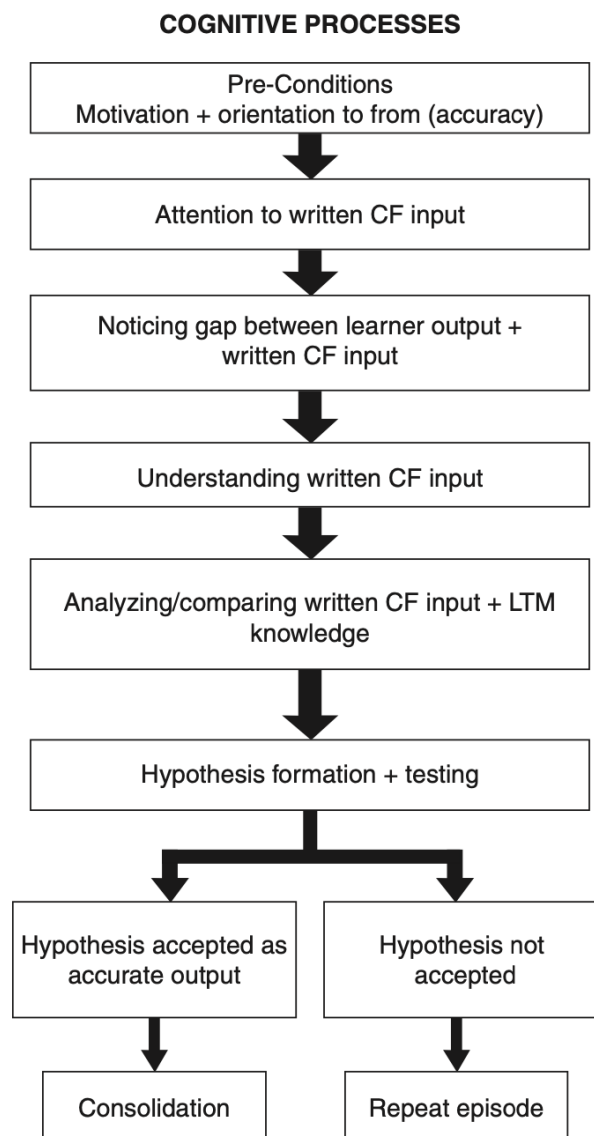 COGNITIVE PROCESSES
Pre-Conditions
Motivation + orientation to from (accuracy)
Attention to written CF input
Noticing gap between learner output +
written CF input
Understanding written CF input
Analyzing/comparing written CF input + LTM
knowledge
Hypothesis formation + testing
Hypothesis accepted as
accurate output
Hypothesis not
accepted
Consolidation
Repeat episode